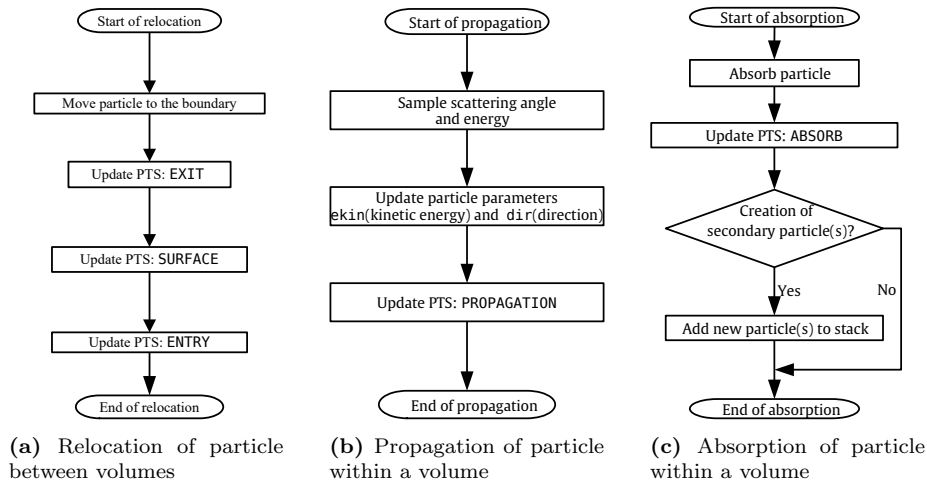 Start of relocation
Move particle to the boundary
Update PTS: EXIT
Update PTS: SURFACE
Update PTS: ENTRY
End of relocation
(a) Relocation of particle
between volumes
Start of propagation
Sample scattering angle
and energy
Update particle parameters
ekin(kinetic energy) and dir(direction)
Update PTS: PROPAGATION
End of propagation
(b) Propagation of particle
within a volume
Start of absorption
Absorb particle
Update PTS: ABSORB
Creation of
secondary particle(s)?
Yes
No
Add new particle(s) to stack
End of absorption
(c) Absorption of particle
within a volume